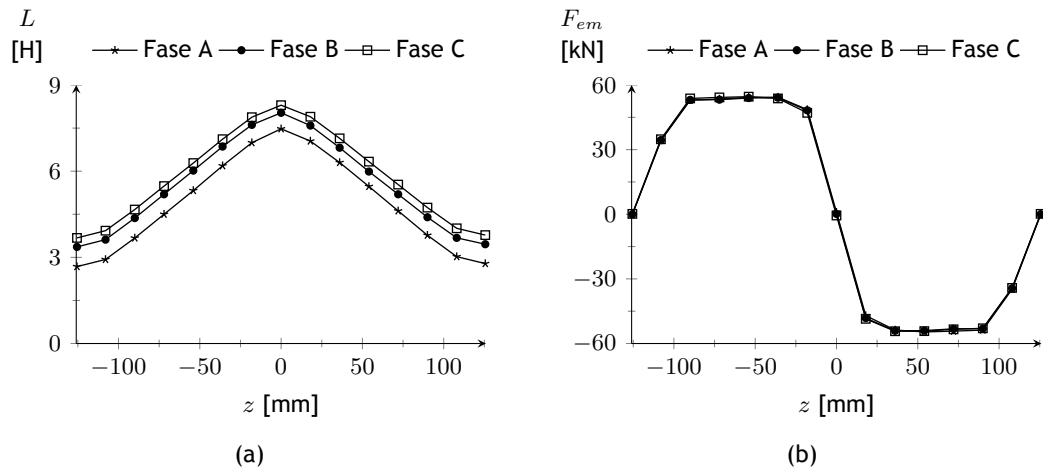 L
[H]
Fase A Fase B Fase C
9
6
3
0
−100 −50 0 50 100
z [mm]
(a)
F_em
[kN]
Fase A Fase B Fase C
60
30
0
−30
−60
−100 −50 0 50 100
z [mm]
(b)